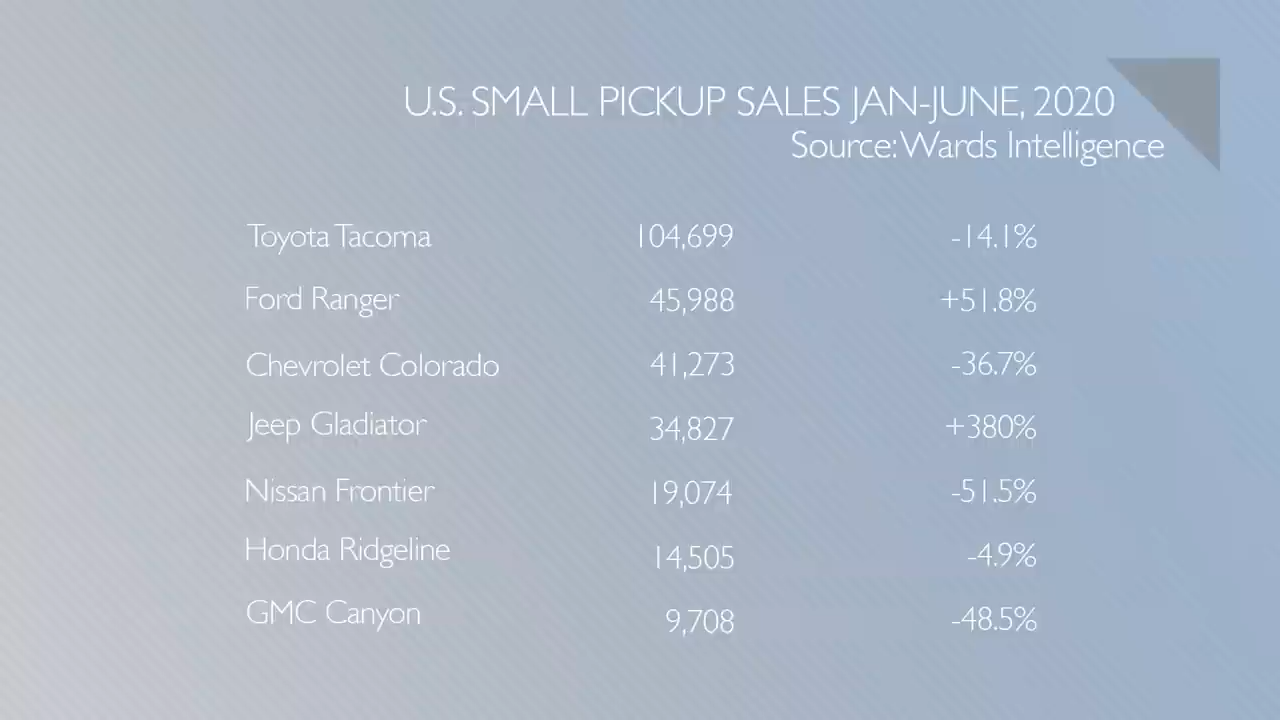 U.S. SMALL PICKUP SALES JAN-JUNE, 2020
Source: Wards Intelligence
Toyota Tacoma 104,699 -14.1%
Ford Ranger 45,988 +51.8%
Chevrolet Colorado 41,273 -36.7%
Jeep Gladiator 34,827 +380%
Nissan Frontier 19,074 -51.5%
Honda Ridgeline 14,505 -4.9%
GMC Canyon 9,708 -48.5%